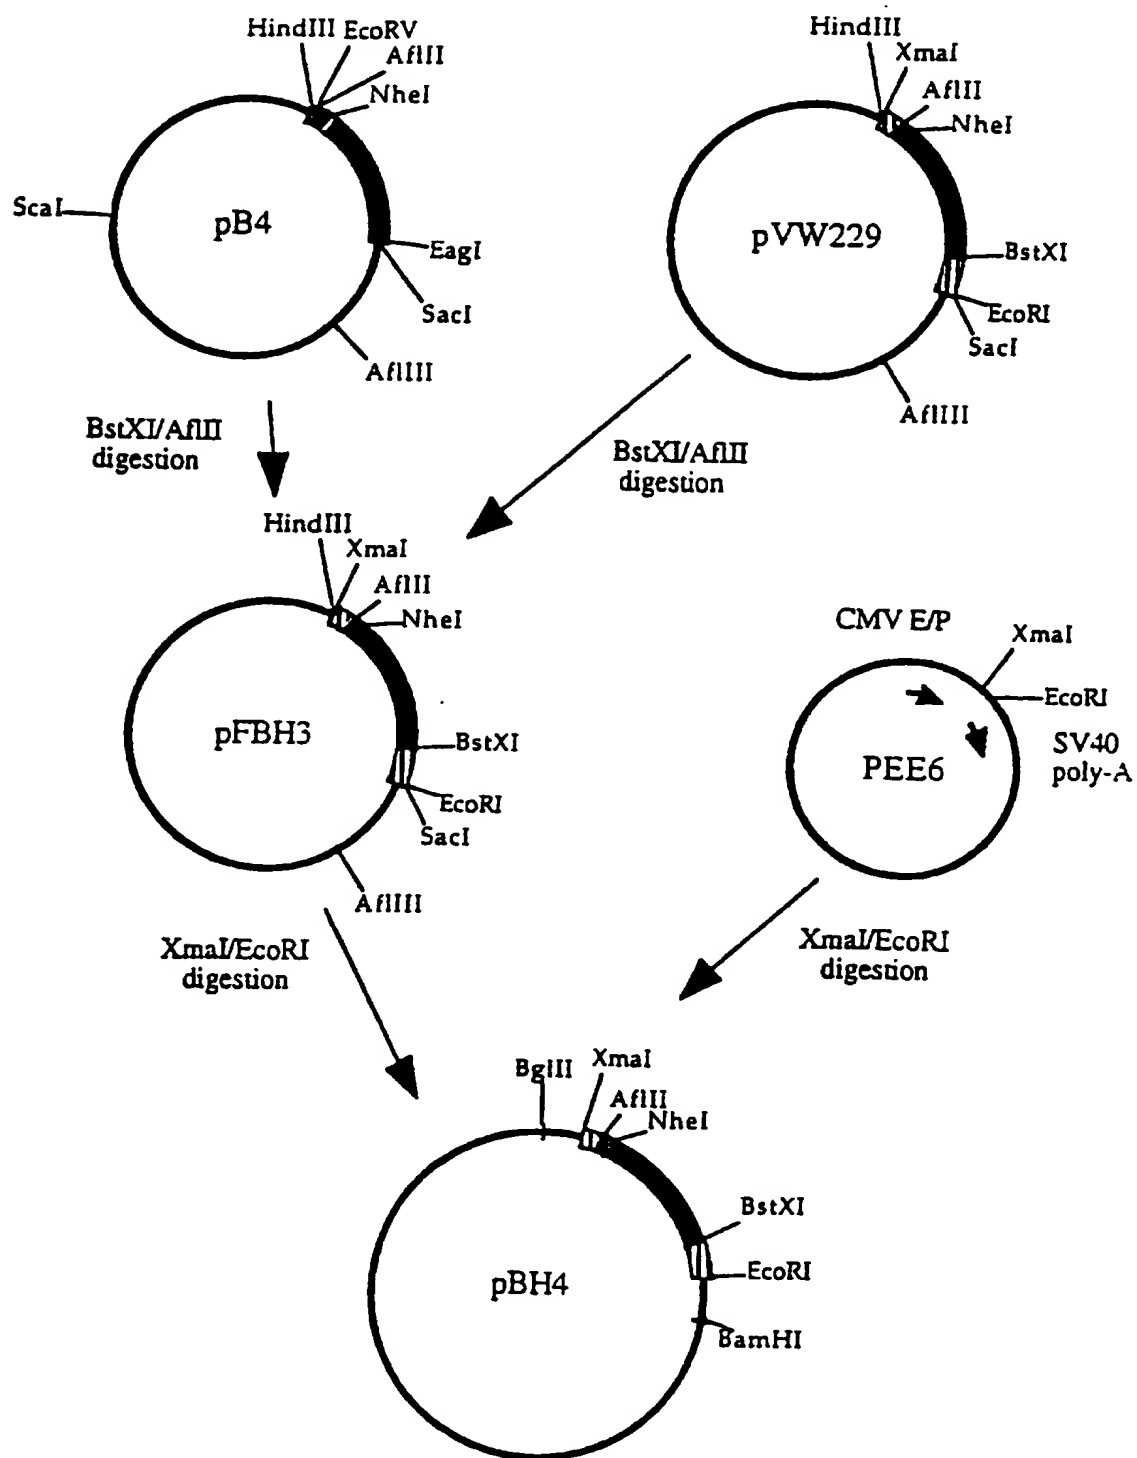 HindIII EcoRV
AflII
NheI
ScaI
pB4
EagI
SacI
AflIII
HindIII
XmaI
AflII
NheI
pVW229
BstXI
EcoRI
SacI
AflIII
BstXI/AflII
digestion
BstXI/AflII
digestion
HindIII
XmaI
AflII
NheI
pFBH3
BstXI
EcoRI
SacI
AflIII
CMV E/P
XmaI
EcoRI
PEE6
SV40
poly-A
XmaI/EcoRI
digestion
XmaI/EcoRI
digestion
BglII
XmaI
AflII
NheI
BstXI
pBH4
EcoRI
BamHI